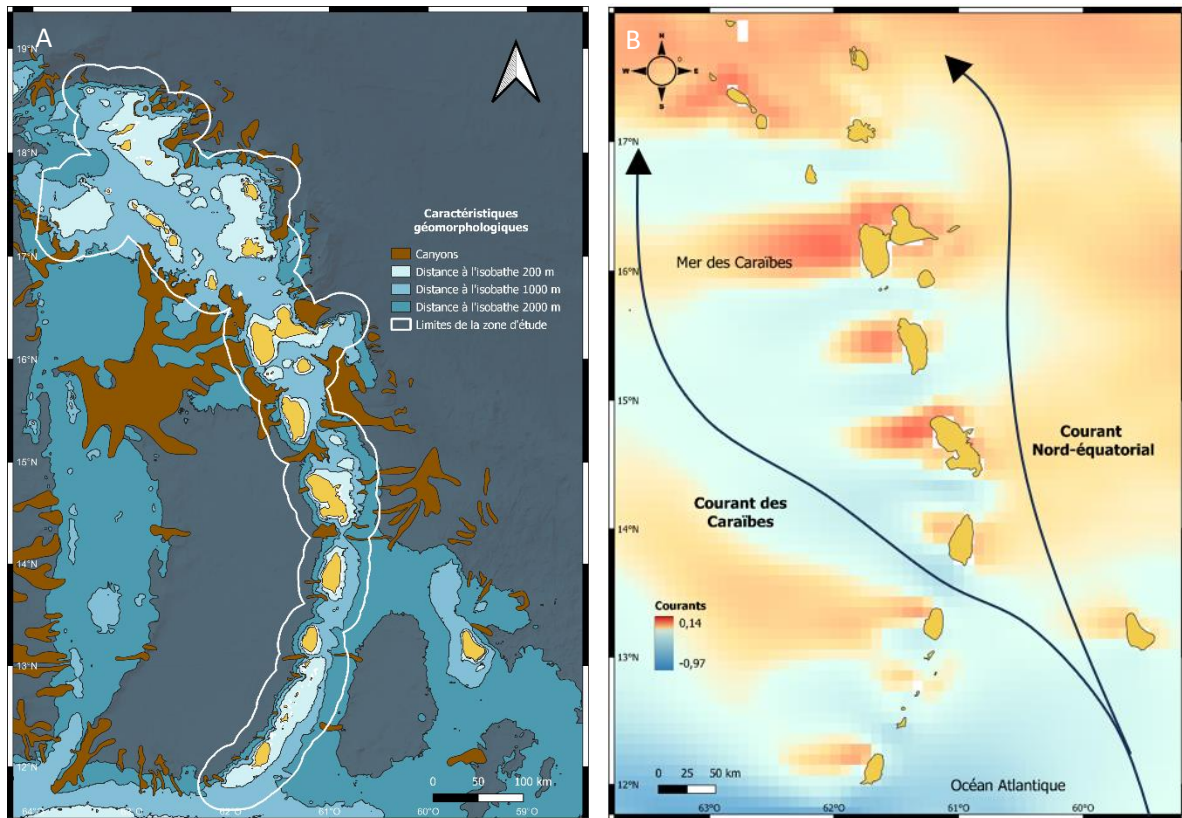 A
19°N
18°N
17°N
16°N
15°N
14°N
13°N
12°N
64°O
62°O
61°O
60°O
59°O
Caractéristiques
géomorphologiques
Canyons
Distance à l'isobathe 200 m
Distance à l'isobathe 1000 m
Distance à l'isobathe 2000 m
Limites de la zone d'étude
0 50 100 km
B
N
W E
S
17°N
16°N
15°N
14°N
13°N
12°N
Mer des Caraïbes
Courant
Nord-équatorial
Courant des
Caraïbes
Courants
0,14
-0,97
0 25 50 km
Océan Atlantique
63°O
62°O
61°O
60°O